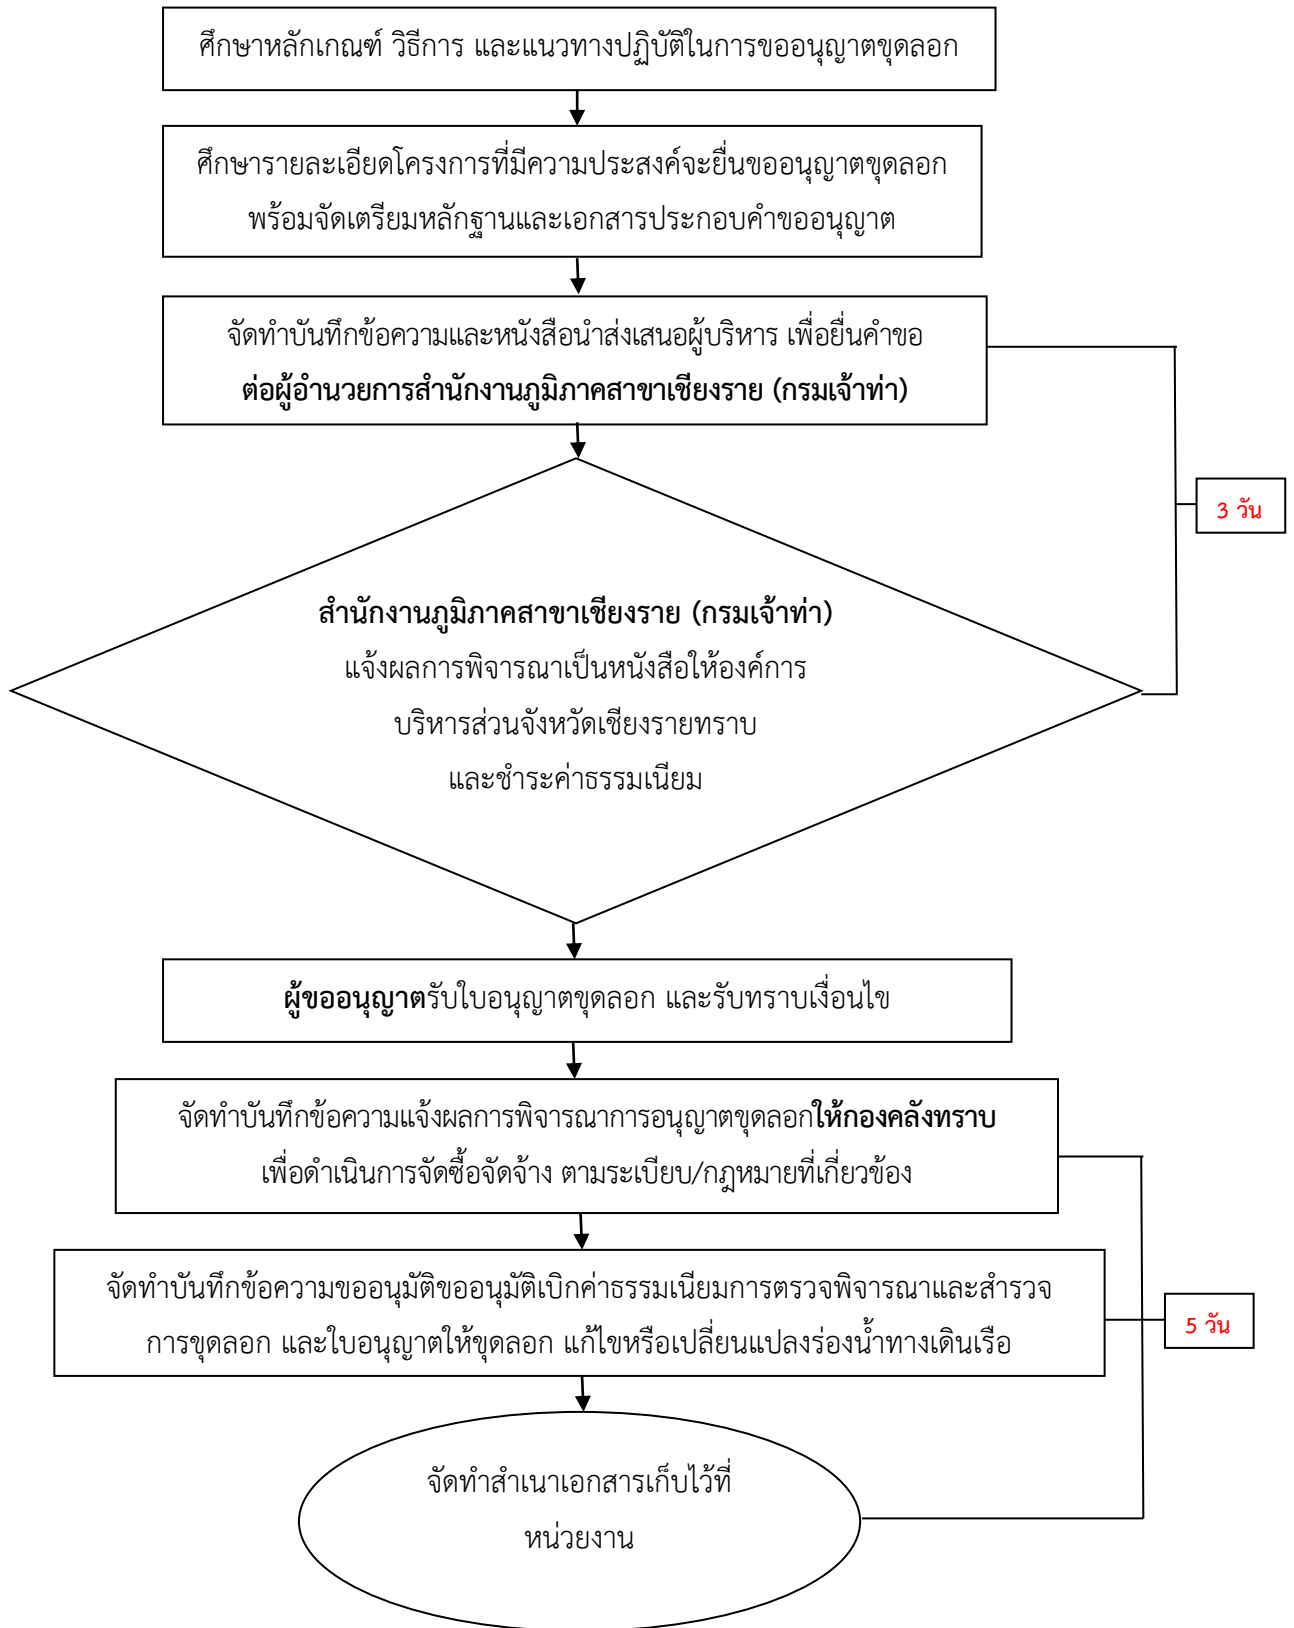 ศึกษาหลักเกณฑ์ วิธีการ และแนวทางปฏิบัติในการขออนุญาตขุดลอก
ศึกษารายละเอียดโครงการที่มีความประสงค์จะยื่นขออนุญาตขุดลอก
พร้อมจัดเตรียมหลักฐานและเอกสารประกอบคำขออนุญาต
จัดทำบันทึกข้อความและหนังสือนำส่งเสนอผู้บริหาร เพื่อยื่นคำขอ
ต่อผู้อำนวยการสำนักงานภูมิภาคสาขาเชียงราย (กรมเจ้าท่า)
3 วัน
สำนักงานภูมิภาคสาขาเชียงราย (กรมเจ้าท่า)
แจ้งผลการพิจารณาเป็นหนังสือให้องค์การ
บริหารส่วนจังหวัดเชียงรายทราบ
และชำระค่าธรรมเนียม
ผู้ขออนุญาตรับใบอนุญาตขุดลอก และรับทราบเงื่อนไข
จัดทำบันทึกข้อความแจ้งผลการพิจารณาการอนุญาตขุดลอกให้กองคลังทราบ
เพื่อดำเนินการจัดซื้อจัดจ้าง ตามระเบียบ/กฎหมายที่เกี่ยวข้อง
จัดทำบันทึกข้อความขออนุมัติขออนุมัติเบิกค่าธรรมเนียมการตรวจพิจารณาและสำรวจ
การขุดลอก และใบอนุญาตให้ขุดลอก แก้ไขหรือเปลี่ยนแปลงร่องน้ำทางเดินเรือ
5 วัน
จัดทำสำเนาเอกสารเก็บไว้ที่
หน่วยงาน